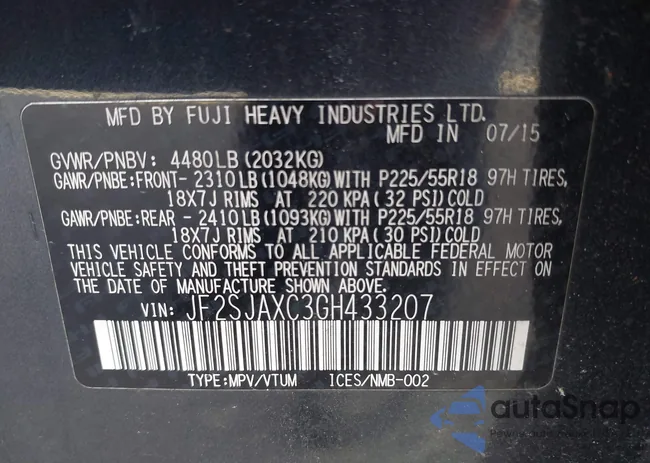 MFD BY FUJI HEAVY INDUSTRIES LTD.
MFD IN 07/15
GVWR/PNBV: 4480LB(2032KG)
GAWR/PNBE:FRONT-2310LB(1048KG)WITH P225/55R18 97H TIRES,
18X7J RIMS AT 220 KPA(32 PSI)COLD
GAWR/PNBE:REAR -2410LB(1093KG)WITH P225/55R18 97H TIRES,
18X7J RIMS AT 210 KPA(30 PSI)COLD
THIS VEHICLE CONFORMS TO ALL APPLICABLE FEDERAL MOTOR
VEHICLE SAFETY AND THEFT PREVENTION STANDARDS IN EFFECT ON
THE DATE OF MANUFACTURE SHOWN ABOVE.
VIN: JF2SJAXC3GH433207
TYPE:MPV/VTUM ICES/NMB-002
autoSnap
Your Auto, Our Snap